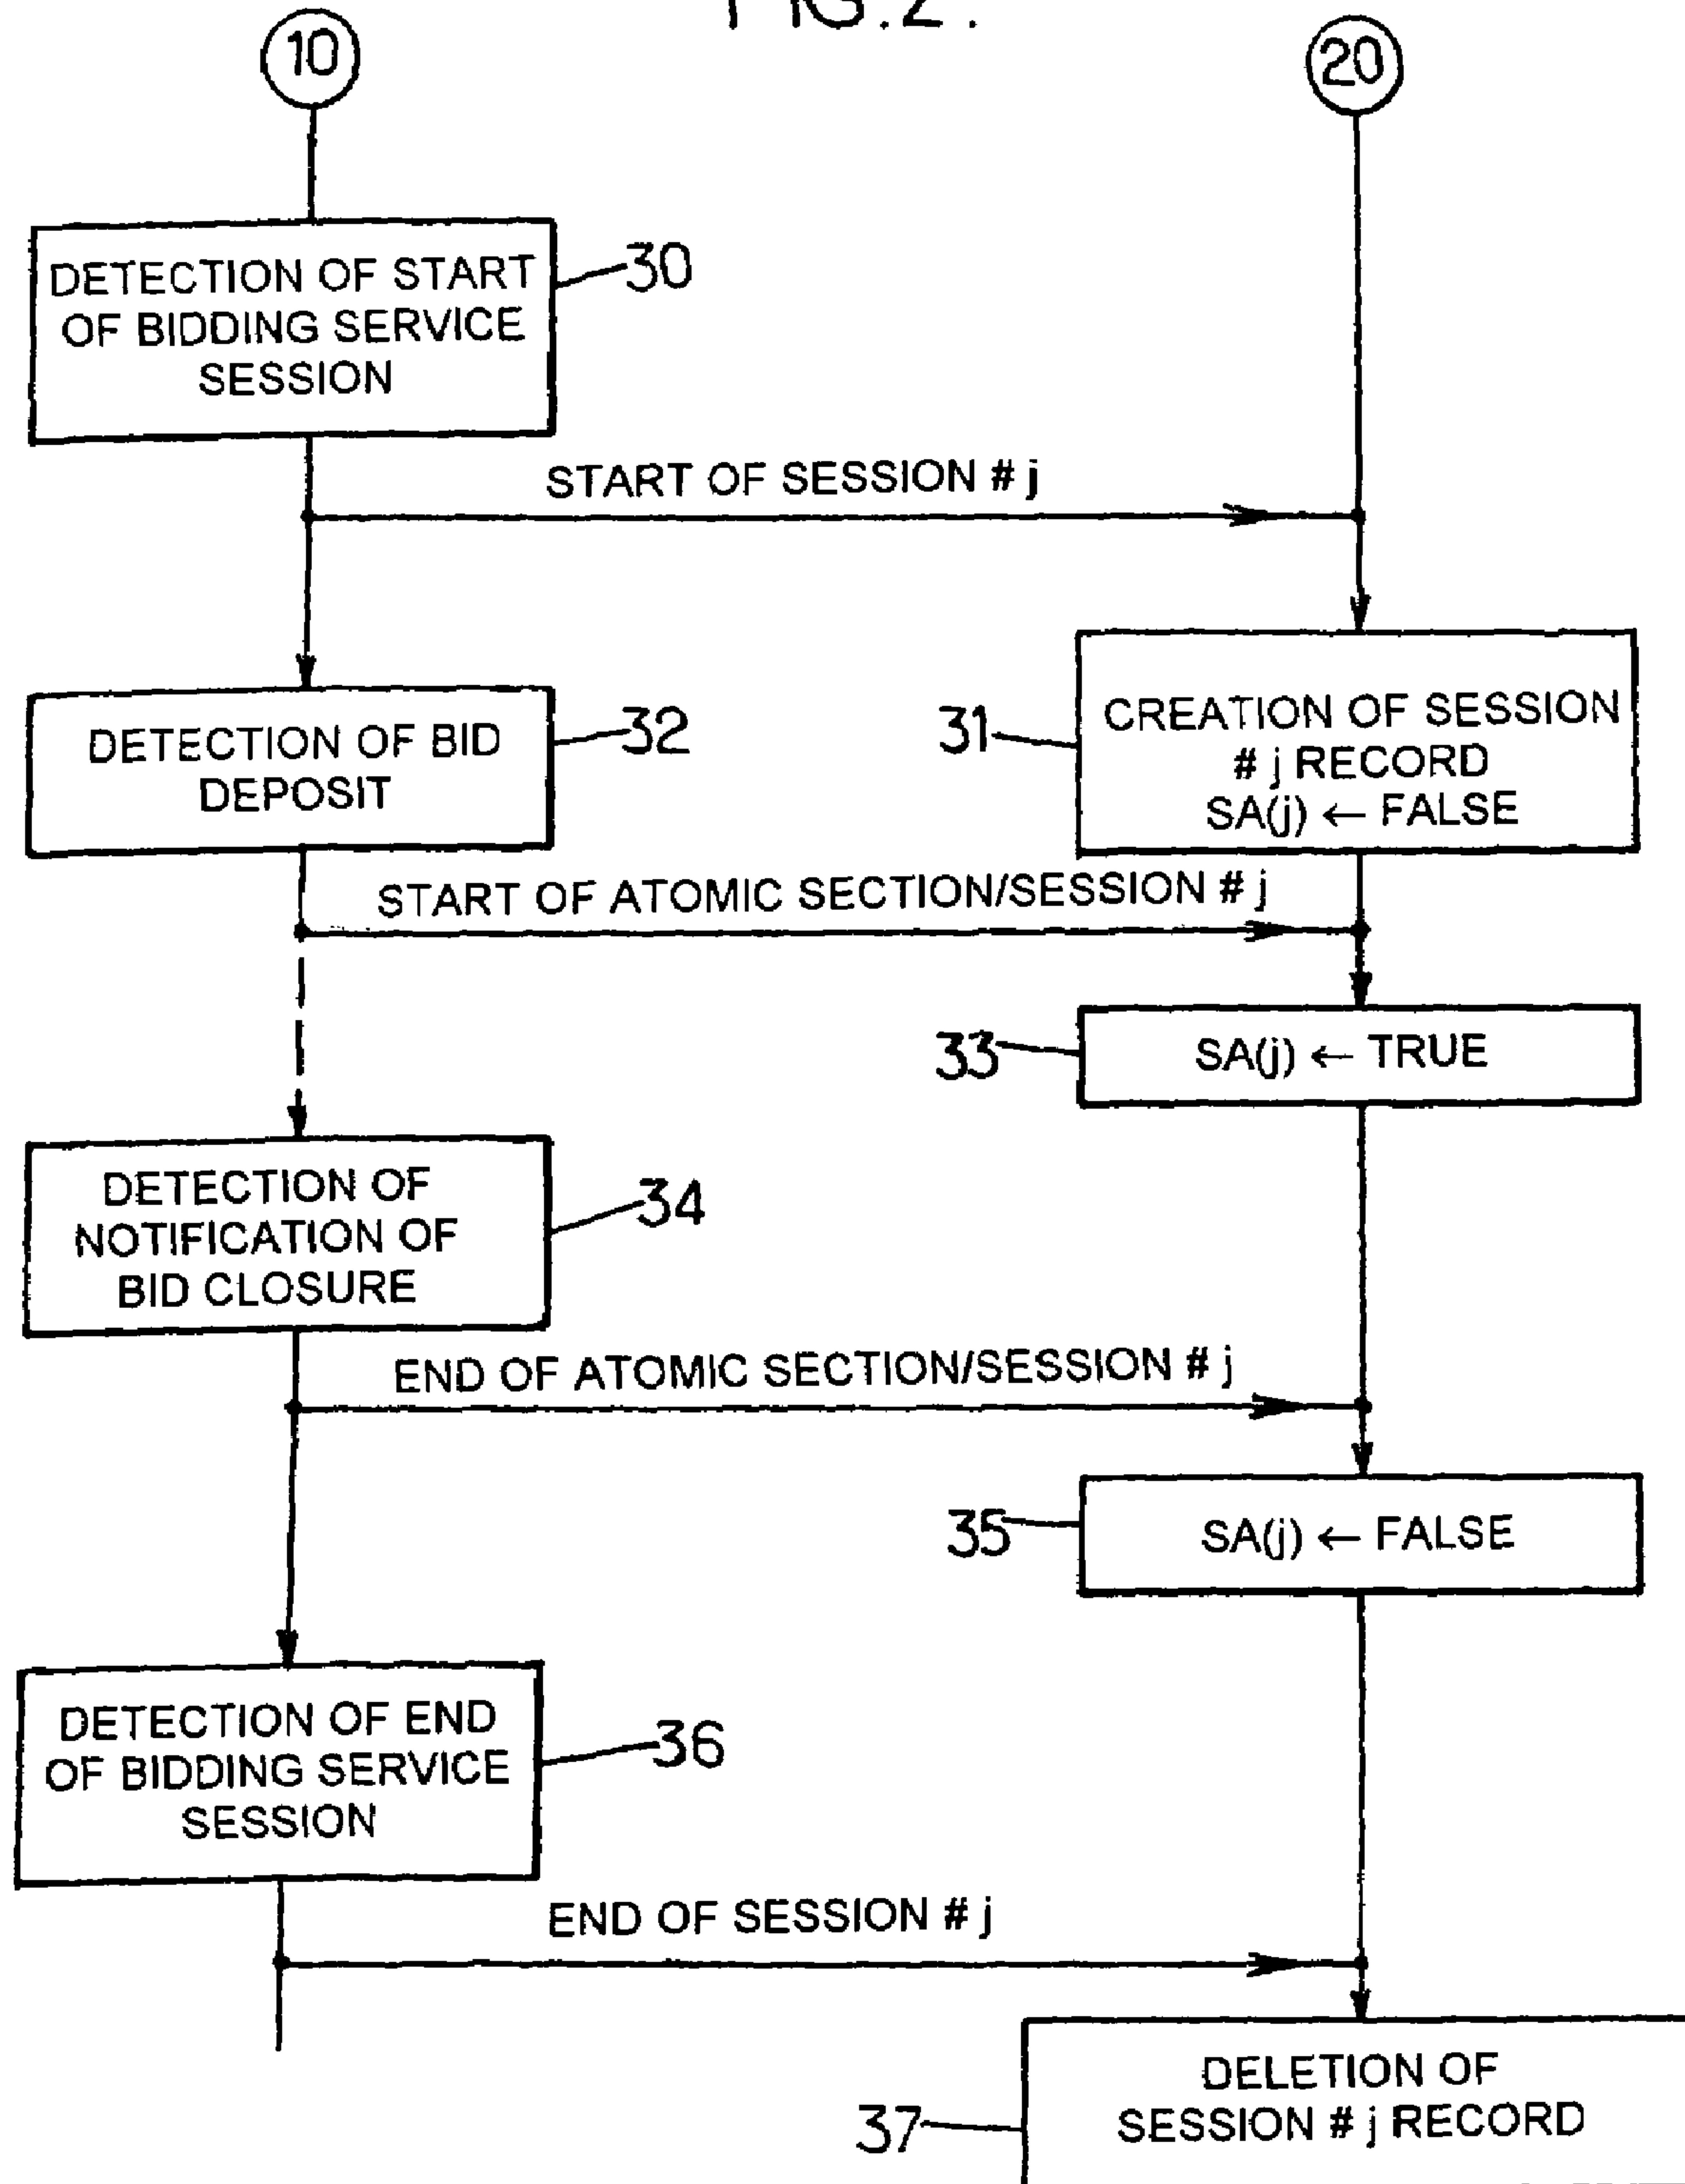 FIG.2.
10
20
DETECTION OF START
OF BIDDING SERVICE
SESSION
30
START OF SESSION # j
DETECTION OF BID
DEPOSIT
32
31
CREATION OF SESSION
# j RECORD
SA(j) ← FALSE
START OF ATOMIC SECTION/SESSION # j
33
SA(j) ← TRUE
DETECTION OF
NOTIFICATION OF
BID CLOSURE
34
END OF ATOMIC SECTION/SESSION # j
35
SA(j) ← FALSE
DETECTION OF END
OF BIDDING SERVICE
SESSION
36
END OF SESSION # j
37
DELETION OF
SESSION # j RECORD